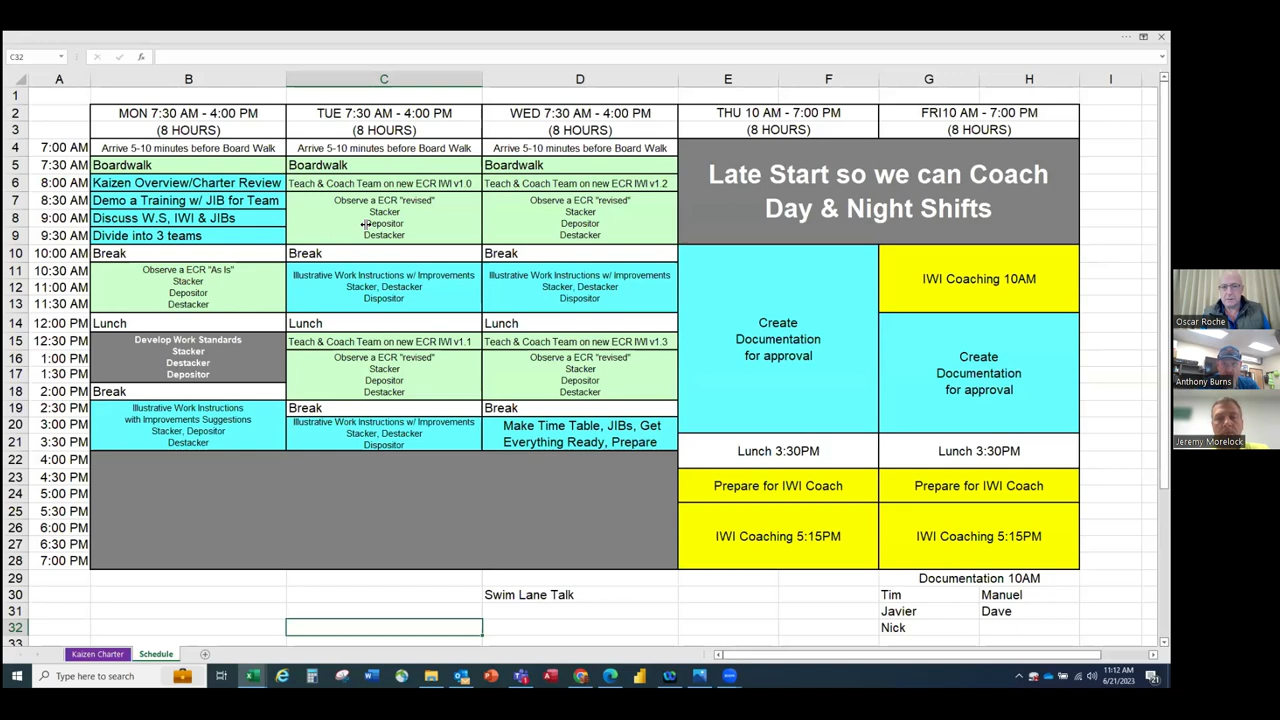 C32
fx
A B C D E F G H I
1
2 MON 7:30 AM - 4:00 PM TUE 7:30 AM - 4:00 PM WED 7:30 AM - 4:00 PM THU 10 AM - 7:00 PM FRI10 AM - 7:00 PM
3 (8 HOURS) (8 HOURS) (8 HOURS) (8 HOURS) (8 HOURS)
4 7:00 AM Arrive 5-10 minutes before Board Walk Arrive 5-10 minutes before Board Walk Arrive 5-10 minutes before Board Walk
5 7:30 AM Boardwalk Boardwalk Boardwalk
6 8:00 AM Kaizen Overview/Charter Review Teach & Coach Team on new ECR IWI v1.0 Teach & Coach Team on new ECR IWI v1.2
Late Start so we can Coach
Day & Night Shifts
7 8:30 AM Demo a Training w/ JIB for Team
8 9:00 AM Discuss W.S, IWI & JIBs
9 9:30 AM Divide into 3 teams
Observe a ECR "revised" Observe a ECR "revised"
Stacker Stacker
Depositor Depositor
Destacker Destacker
10 10:00 AM Break Break Break
11 10:30 AM
12 11:00 AM
13 11:30 AM
Observe a ECR "As Is"
Stacker
Depositor
Destacker
Illustrative Work Instructions w/ Improvements Illustrative Work Instructions w/ Improvements
Stacker, Destacker Stacker, Destacker
Dispositor Dispositor
IWI Coaching 10AM
14 12:00 PM Lunch Lunch Lunch
Create
Documentation
for approval
15 12:30 PM Teach & Coach Team on new ECR IWI v1.1 Teach & Coach Team on new ECR IWI v1.3
16 1:00 PM
17 1:30 PM
Develop Work Standards
Stacker
Destacker
Depositor
Observe a ECR "revised" Observe a ECR "revised"
Stacker Stacker
Depositor Depositor
Destacker Destacker
Create
Documentation
for approval
18 2:00 PM Break
19 2:30 PM Break Break
20 3:00 PM
21 3:30 PM
Illustrative Work Instructions
with Improvements Suggestions
Stacker, Depositor
Destacker
Illustrative Work Instructions w/ Improvements
Stacker, Destacker
Dispositor
Make Time Table, JIBs, Get
Everything Ready, Prepare
Lunch 3:30PM Lunch 3:30PM
22 4:00 PM
23 4:30 PM Prepare for IWI Coach Prepare for IWI Coach
24 5:00 PM
25 5:30 PM
26 6:00 PM IWI Coaching 5:15PM IWI Coaching 5:15PM
27 6:30 PM
28 7:00 PM
29 Documentation 10AM
30 Swim Lane Talk Tim Manuel
31 Javier Dave
32 Nick
33
Kaizen Charter Schedule
Type here to search
11:12 AM
6/21/2023
21
Oscar Roche
Anthony Burns
Jeremy Morelock